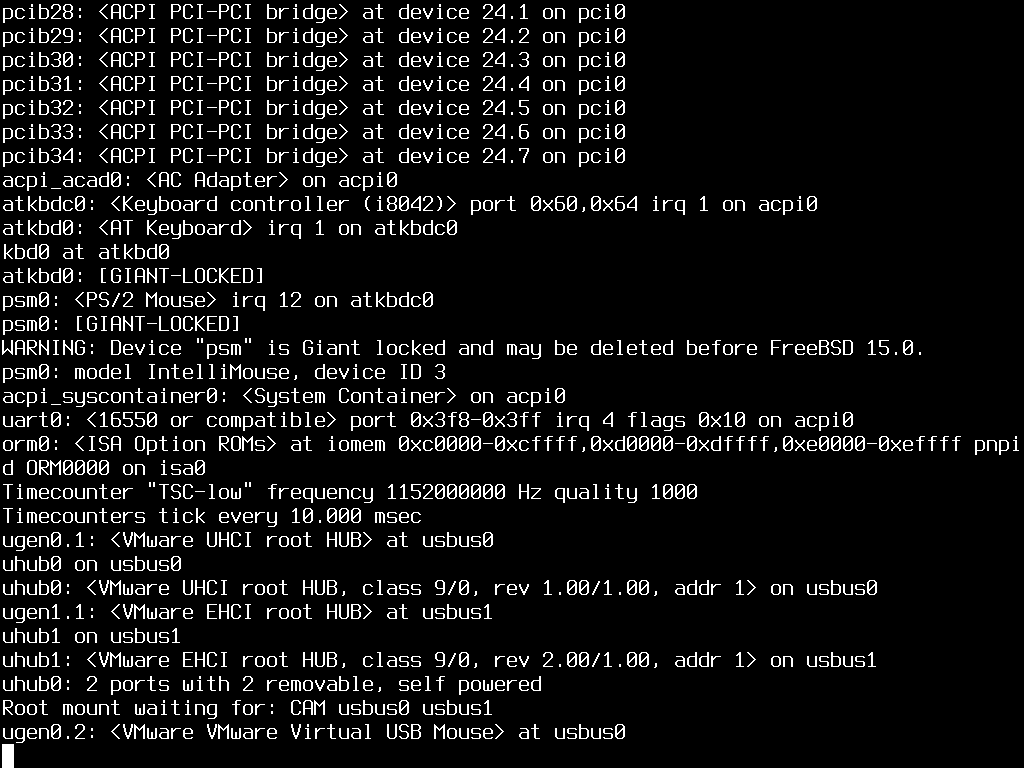 pcib28: <ACPI PCI-PCI bridge> at device 24.1 on pci0
pcib29: <ACPI PCI-PCI bridge> at device 24.2 on pci0
pcib30: <ACPI PCI-PCI bridge> at device 24.3 on pci0
pcib31: <ACPI PCI-PCI bridge> at device 24.4 on pci0
pcib32: <ACPI PCI-PCI bridge> at device 24.5 on pci0
pcib33: <ACPI PCI-PCI bridge> at device 24.6 on pci0
pcib34: <ACPI PCI-PCI bridge> at device 24.7 on pci0
acpi_acad0: <AC Adapter> on acpi0
atkbdc0: <Keyboard controller (i8042)> port 0x60,0x64 irq 1 on acpi0
atkbd0: <AT Keyboard> irq 1 on atkbdc0
kbd0 at atkbd0
atkbd0: [GIANT-LOCKED]
psm0: <PS/2 Mouse> irq 12 on atkbdc0
psm0: [GIANT-LOCKED]
WARNING: Device "psm" is Giant locked and may be deleted before FreeBSD 15.0.
psm0: model IntelliMouse, device ID 3
acpi_syscontainer0: <System Container> on acpi0
uart0: <16550 or compatible> port 0x3f8-0x3ff irq 4 flags 0x10 on acpi0
orm0: <ISA Option ROMs> at iomem 0xc0000-0xcffff,0xd0000-0xdffff,0xe0000-0xeffff pnpi
d ORM0000 on isa0
Timecounter "TSC-low" frequency 1152000000 Hz quality 1000
Timecounters tick every 10.000 msec
ugen0.1: <VMware UHCI root HUB> at usbus0
uhub0 on usbus0
uhub0: <VMware UHCI root HUB, class 9/0, rev 1.00/1.00, addr 1> on usbus0
ugen1.1: <VMware EHCI root HUB> at usbus1
uhub1 on usbus1
uhub1: <VMware EHCI root HUB, class 9/0, rev 2.00/1.00, addr 1> on usbus1
uhub0: 2 ports with 2 removable, self powered
Root mount waiting for: CAM usbus0 usbus1
ugen0.2: <VMware VMware Virtual USB Mouse> at usbus0